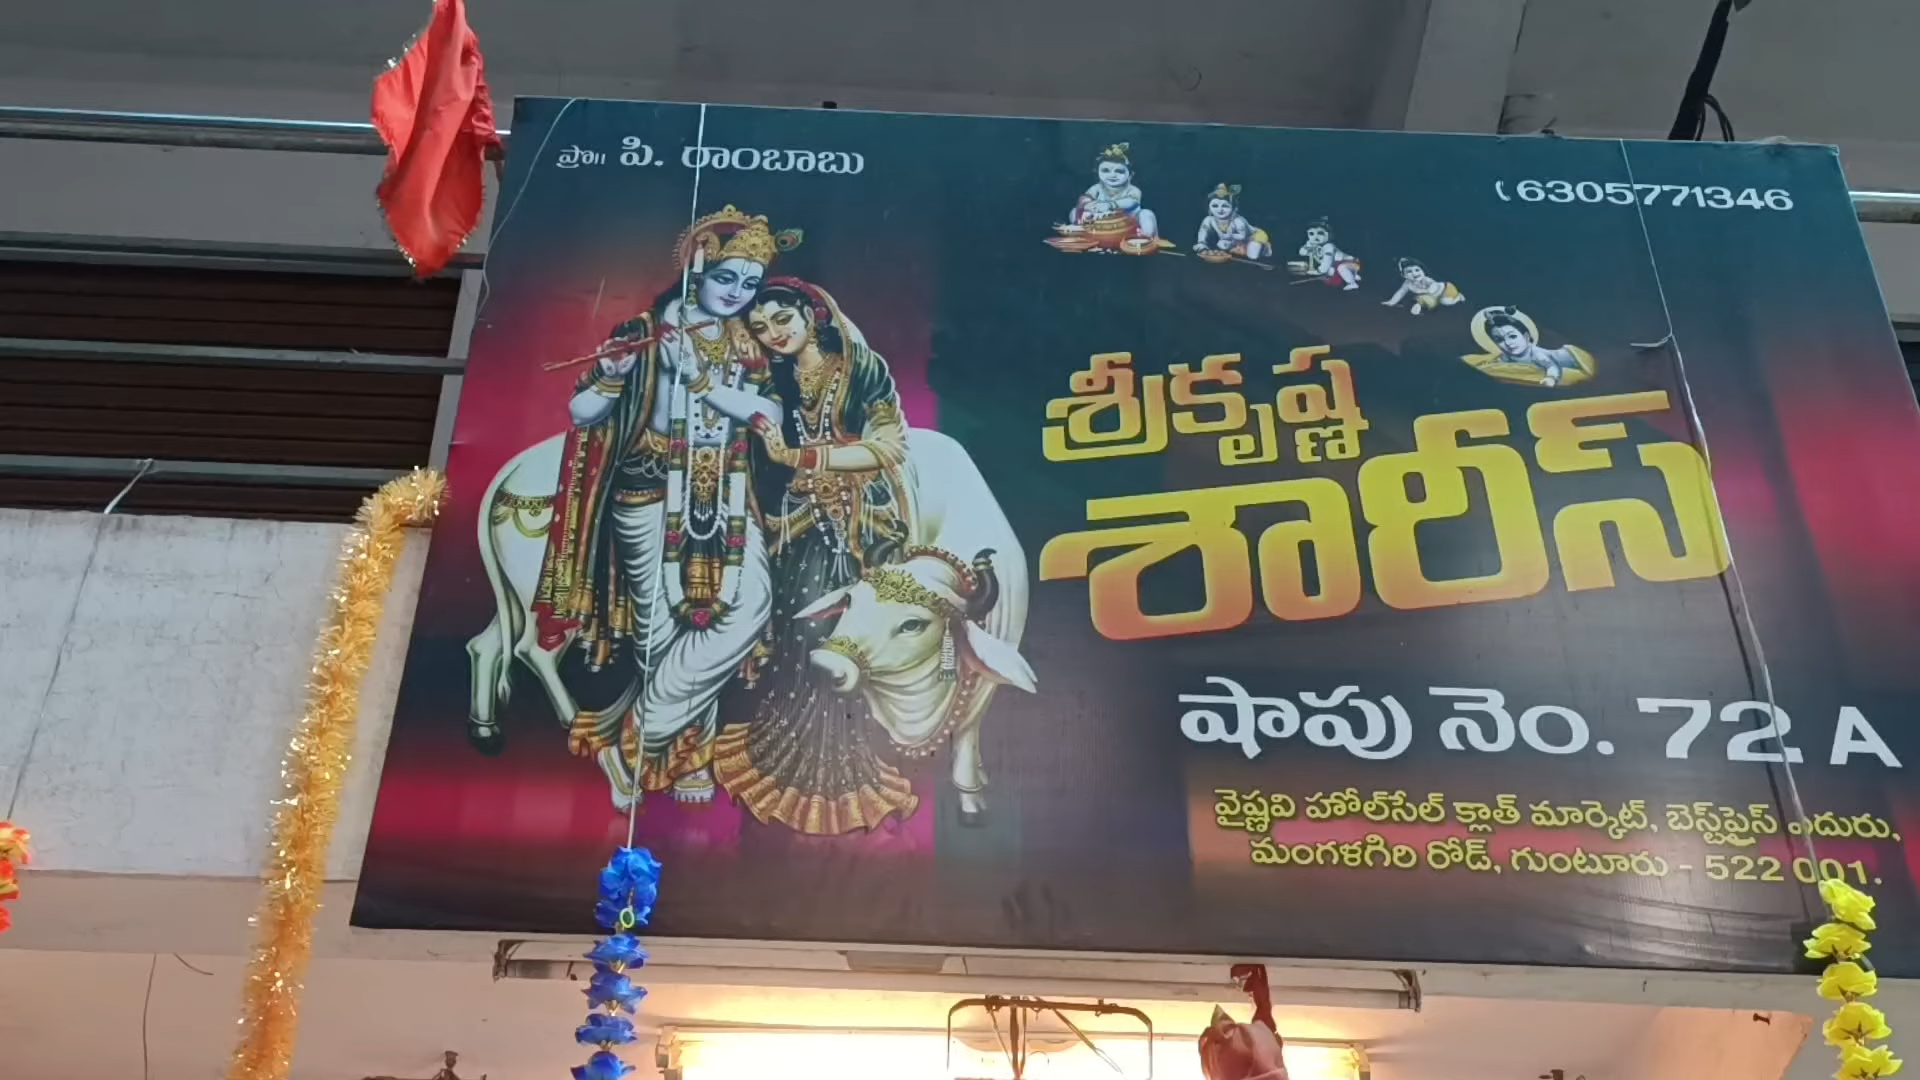 ప్రొ॥ పి. రాంబాబు
6305771346
శ్రీకృష్ణ
శారీస్
షాపు నెం. 72 A
వైష్ణవి హోల్‌సేల్ క్లాత్ మార్కెట్, బెస్ట్‌ప్రైస్ ఎదురు,
మంగళగిరి రోడ్, గుంటూరు - 522 001.